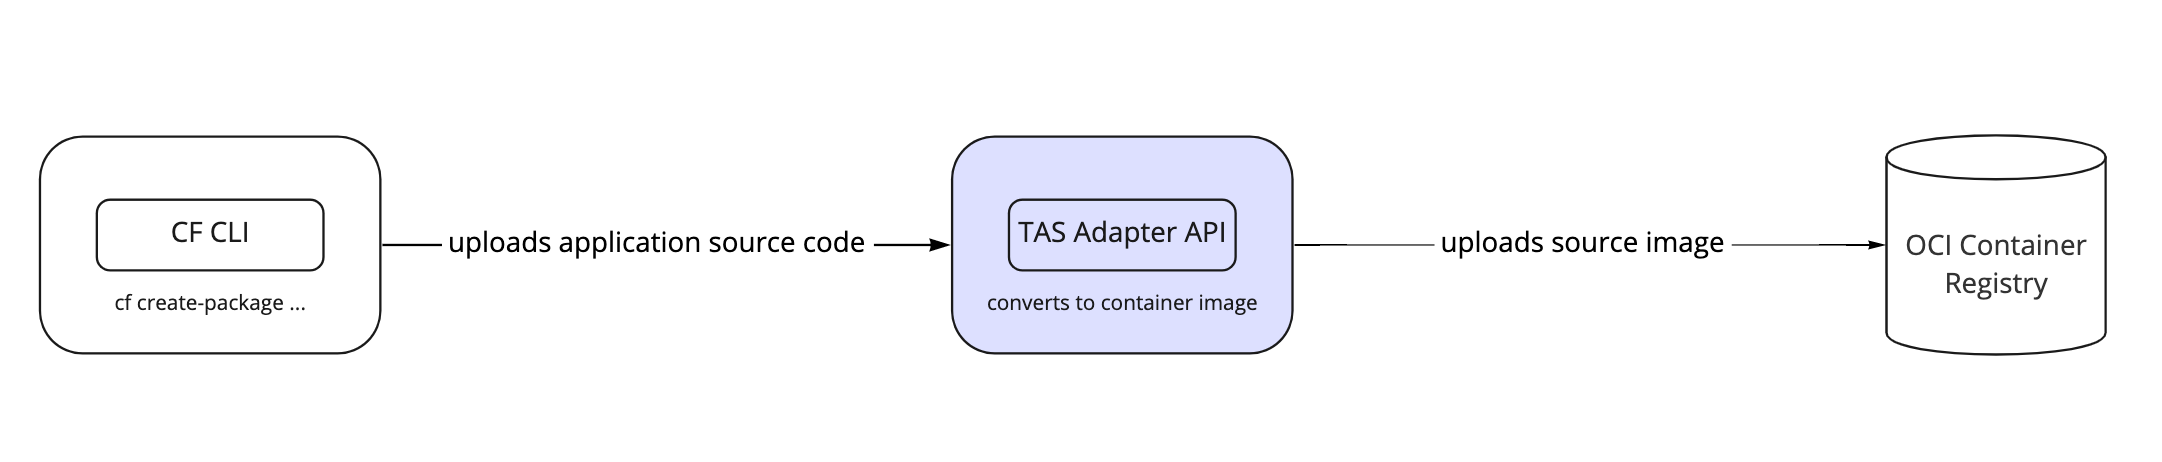 CF CLI
cf create-package ...
uploads application source code
TAS Adapter API
converts to container image
uploads source image
OCI Container
Registry